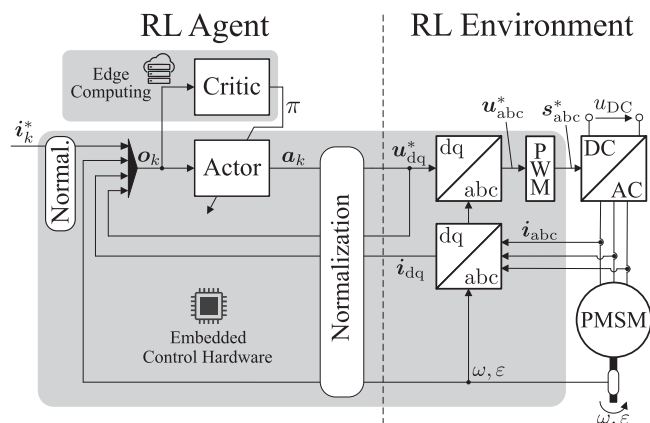 RL Agent
RL Environment
Edge
Computing
Critic
π
i*k
Normal.
ok
Actor
ak
Normalization
u*dq
dq
abc
u*abc
PWM
s*abc
uDC
DC
AC
iabc
dq
abc
idq
PMSM
Embedded
Control Hardware
ω, ε
ω, ε